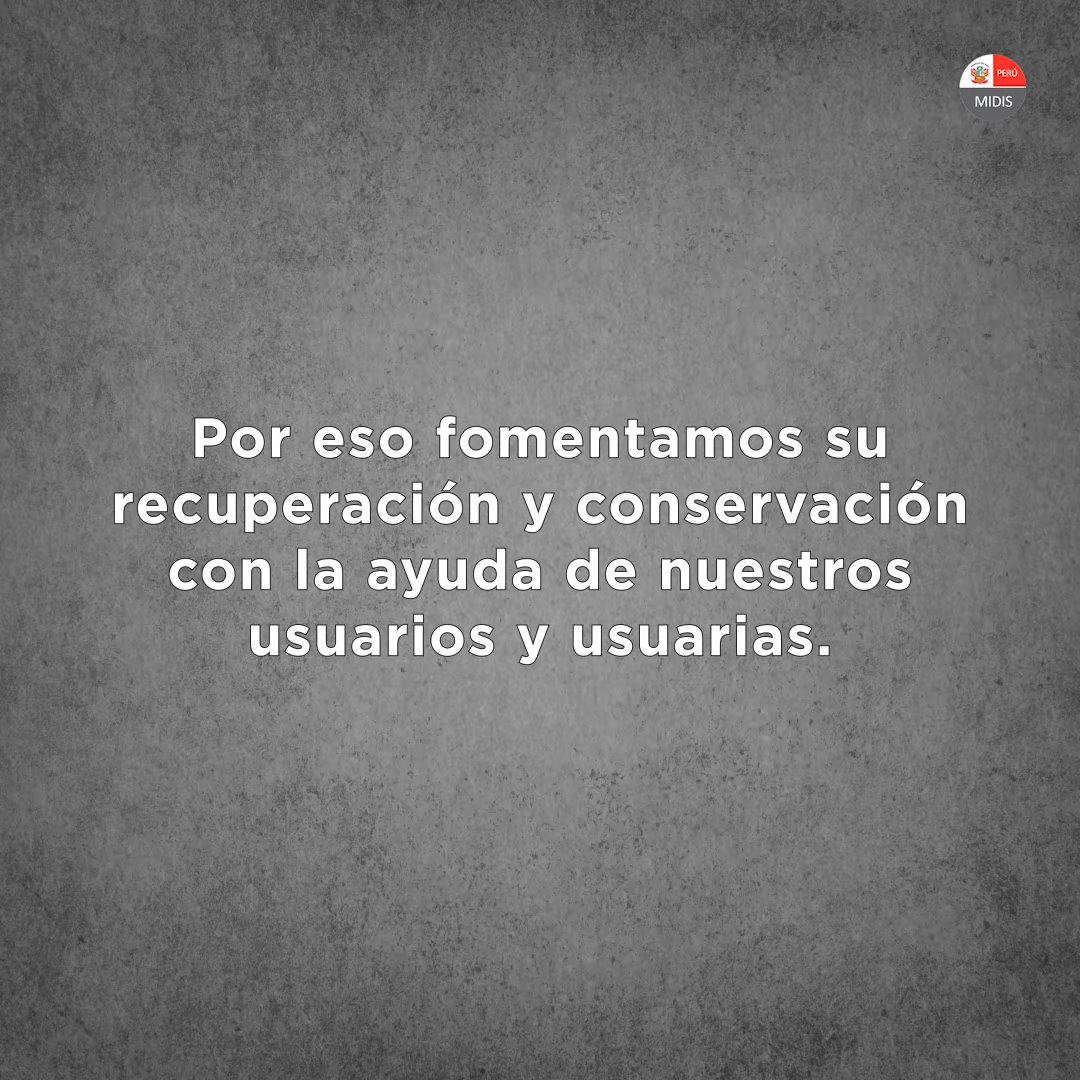 PERÚ
MIDIS
Por eso fomentamos su
recuperación y conservación
con la ayuda de nuestros
usuarios y usuarias.